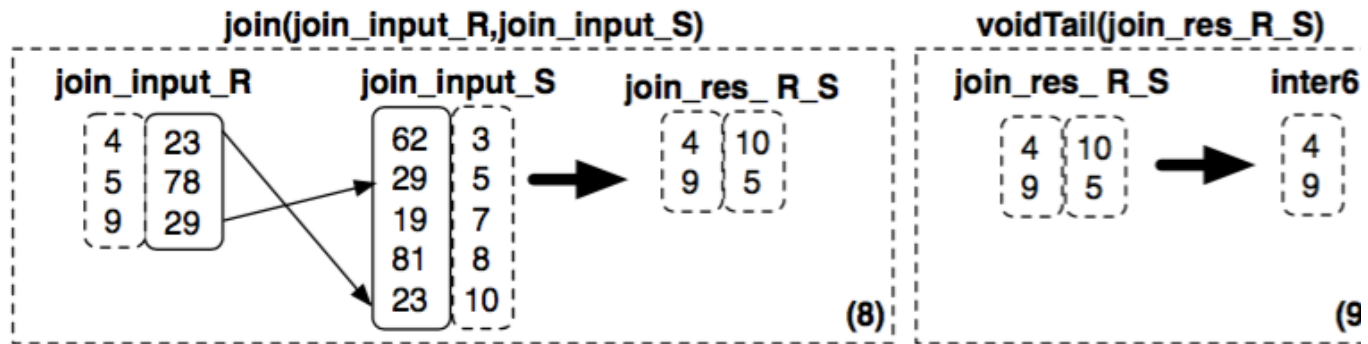 join(join_input_R,join_input_S)
join_input_R
join_input_S
join_res_ R_S
4 23
5 78
9 29
62 3
29 5
19 7
81 8
23 10
4 10
9 5
(8)
voidTail(join_res_R_S)
join_res_ R_S
inter6
4 10
9 5
4
9
(9